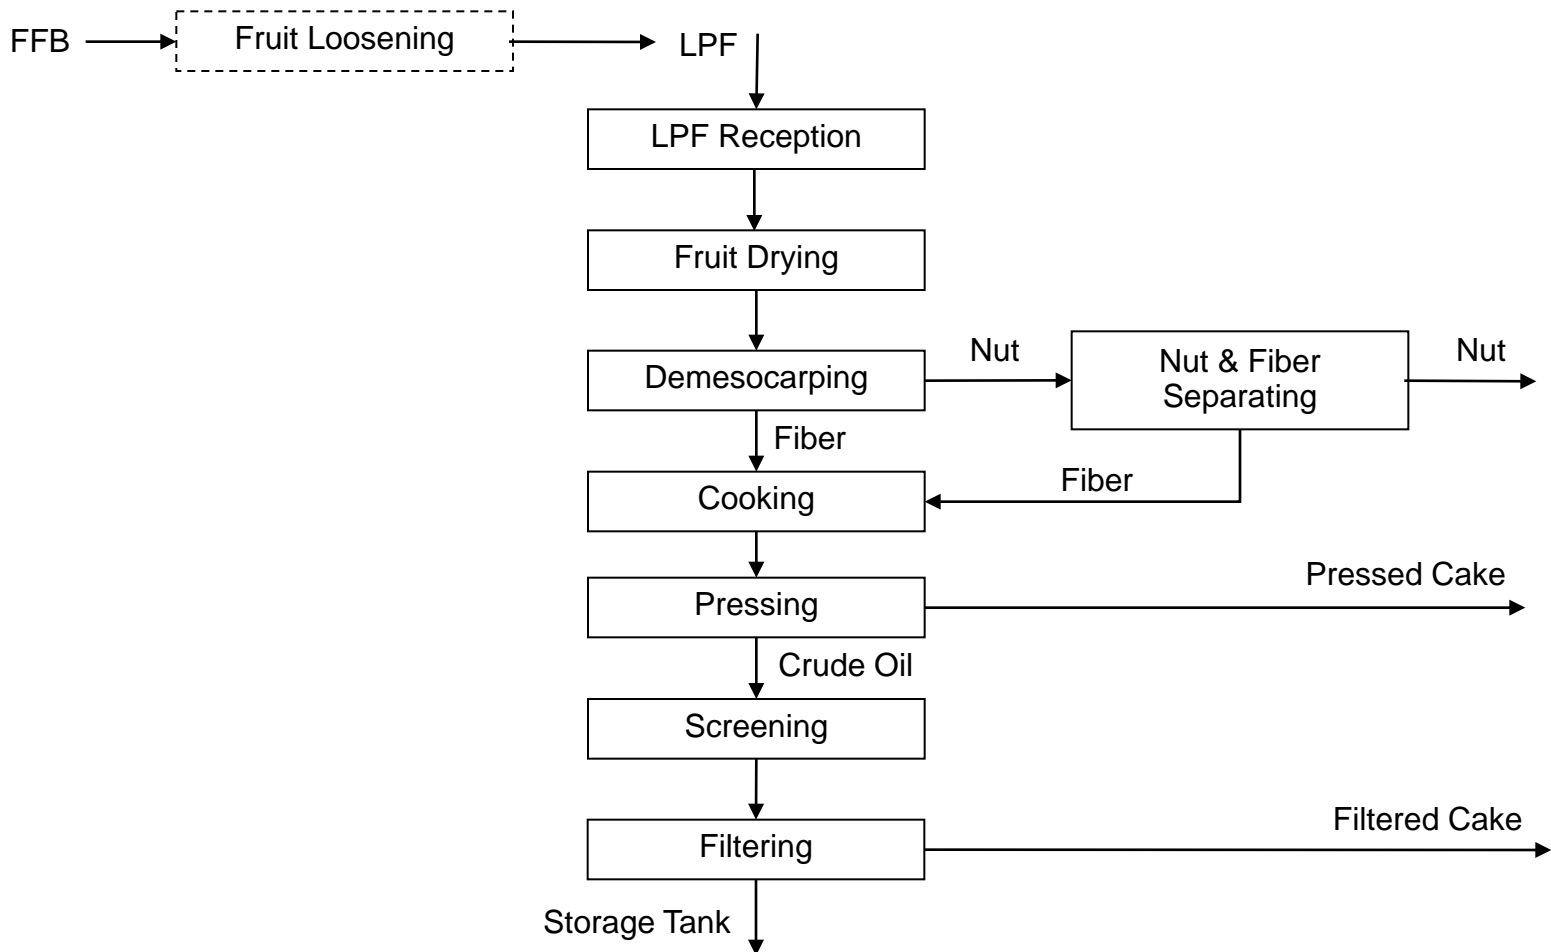 FFB
Fruit Loosening
LPF
LPF Reception
Fruit Drying
Demesocarping
Nut
Nut & Fiber
Separating
Nut
Fiber
Fiber
Cooking
Pressed Cake
Pressing
Crude Oil
Screening
Filtered Cake
Filtering
Storage Tank